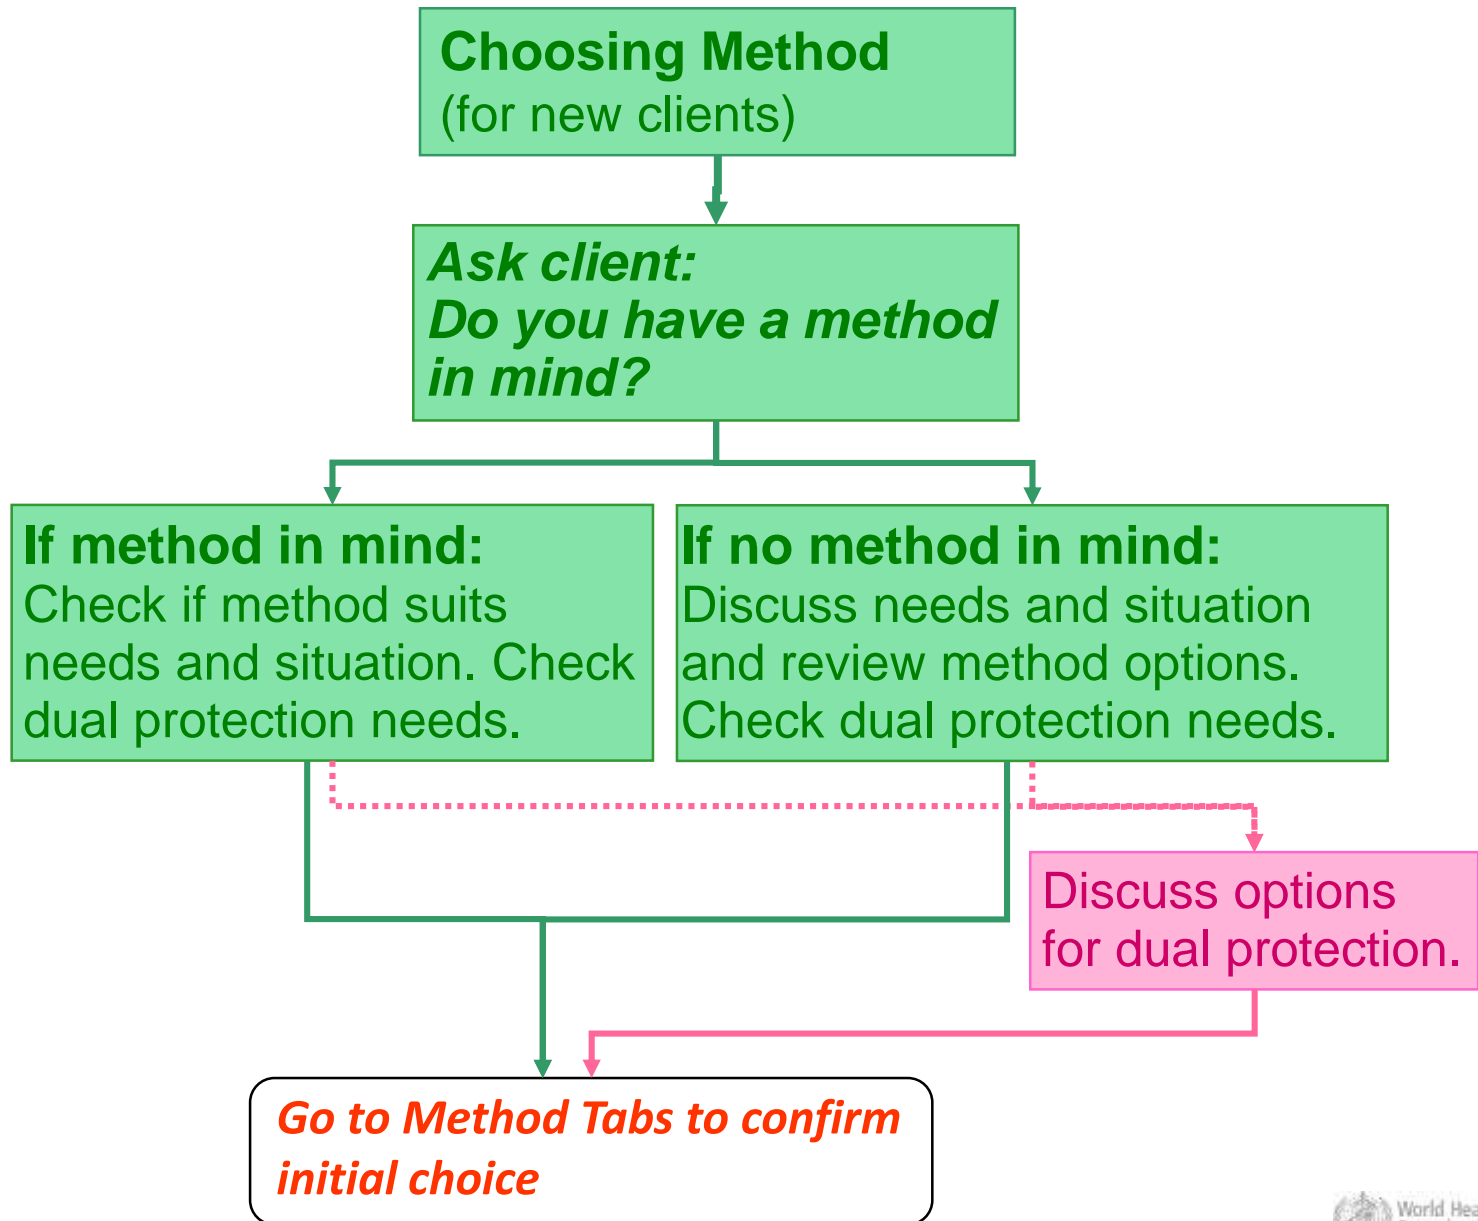 Choosing Method
(for new clients)
Ask client:
Do you have a method
in mind?
If method in mind:
Check if method suits
needs and situation. Check
dual protection needs.
If no method in mind:
Discuss needs and situation
and review method options.
Check dual protection needs.
Discuss options
for dual protection.
Go to Method Tabs to confirm
initial choice
World Hea